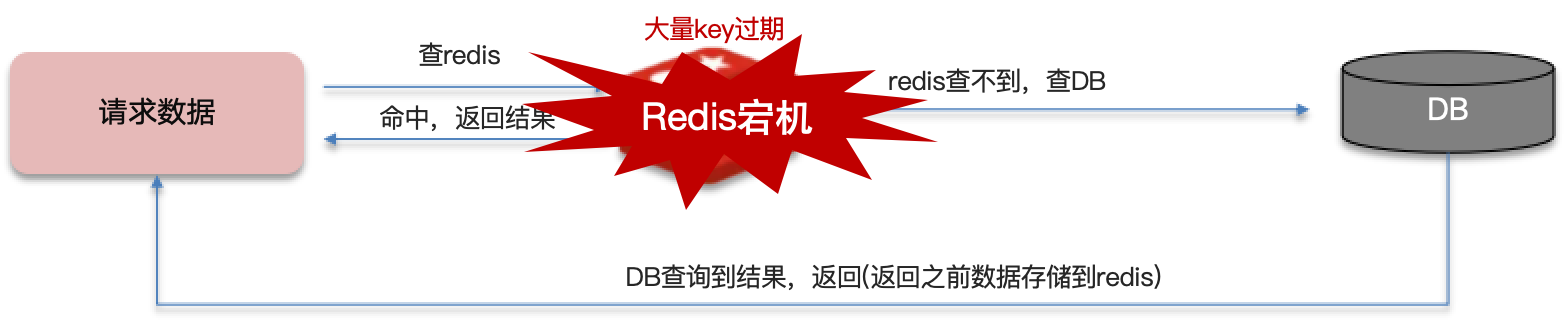 大量key过期
查redis
请求数据
命中，返回结果
Redis宕机
redis查不到，查DB
DB
DB查询到结果，返回(返回之前数据存储到redis)